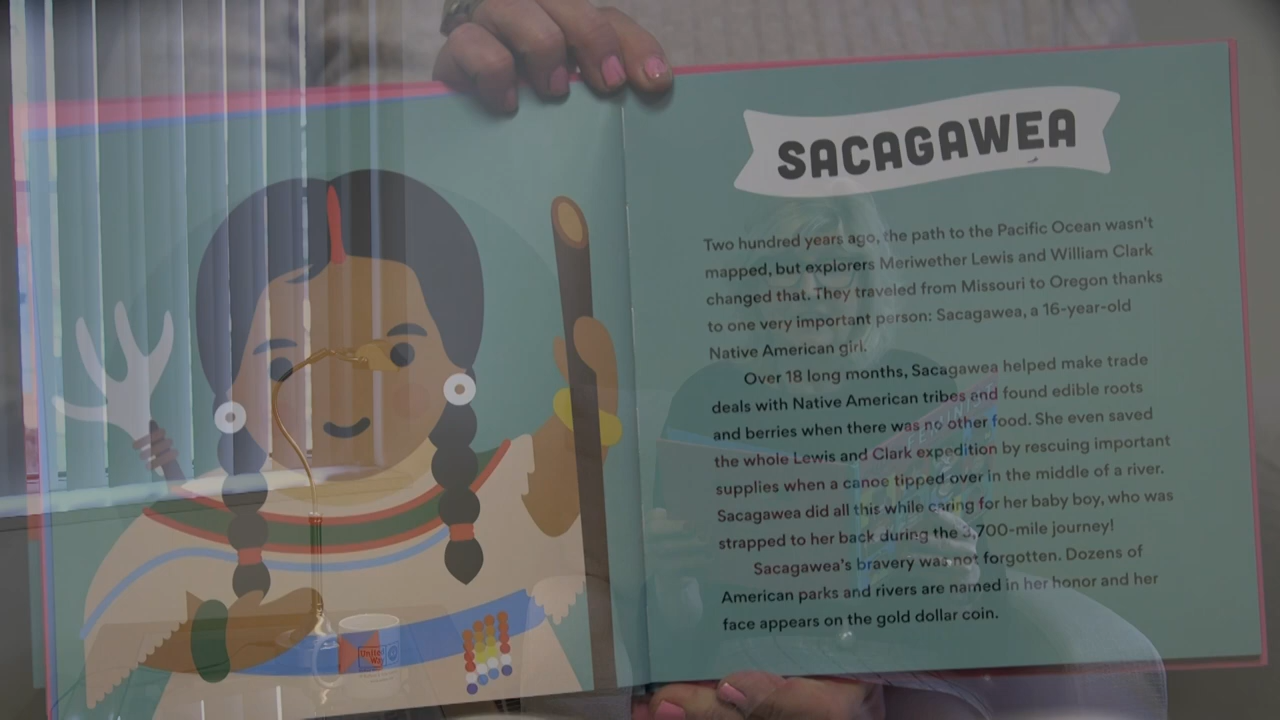 SACAGAWEA
Two hundred years ago, the path to the Pacific Ocean wasn't
mapped, but explorers Meriwether Lewis and William Clark
changed that. They traveled from Missouri to Oregon thanks
to one very important person: Sacagawea, a 16-year-old
Native American girl.
Over 18 long months, Sacagawea helped make trade
deals with Native American tribes and found edible roots
and berries when there was no other food. She even saved
the whole Lewis and Clark expedition by rescuing important
supplies when a canoe tipped over in the middle of a river.
Sacagawea did all this while caring for her baby boy, who was
strapped to her back during the 3,700-mile journey!
Sacagawea's bravery was not forgotten. Dozens of
American parks and rivers are named in her honor and her
face appears on the gold dollar coin.
United
Way